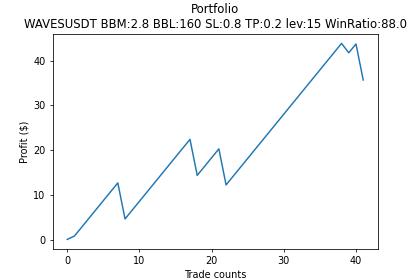 Portfolio
WAVESUSDT BBM:2.8 BBL:160 SL:0.8 TP:0.2 lev:15 WinRatio:88.0
40
30
20
10
0
Profit ($)
0 10 20 30 40
Trade counts